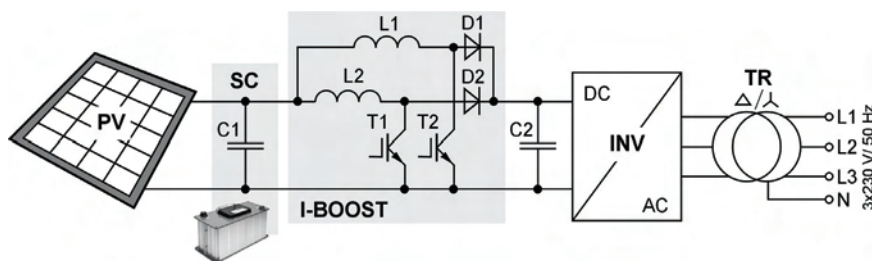 L1
D1
SC
L2
D2
DC
TR
Δ/Y
PV
C1
T1
T2
C2
INV
L1
L2
L3
N
3x230 V/ 50 Hz
I-BOOST
AC